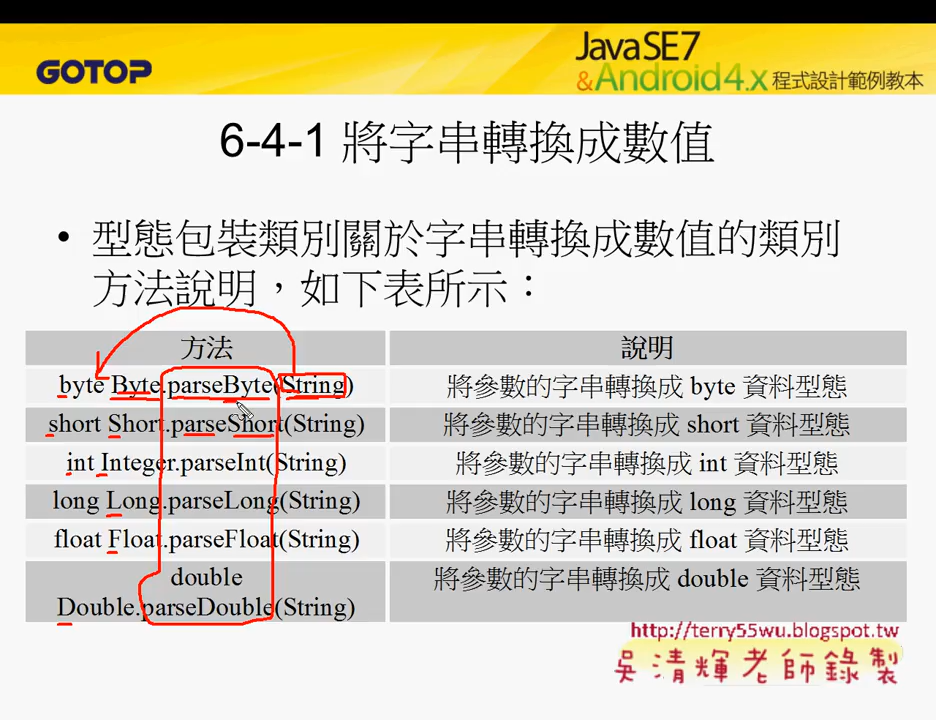 GOTOP
Java SE 7
&Android 4.x 程式設計範例教本
6-4-1 將字串轉換成數值
• 型態包裝類別關於字串轉換成數值的類別
方法說明，如下表所示：
方法 說明
byte Byte.parseByte(String) 將參數的字串轉換成 byte 資料型態
short Short.parseShort(String) 將參數的字串轉換成 short 資料型態
int Integer.parseInt(String) 將參數的字串轉換成 int 資料型態
long Long.parseLong(String) 將參數的字串轉換成 long 資料型態
float Float.parseFloat(String) 將參數的字串轉換成 float 資料型態
double 將參數的字串轉換成 double 資料型態
Double.parseDouble(String)
http://terry55wu.blogspot.tw
吳清輝老師錄製